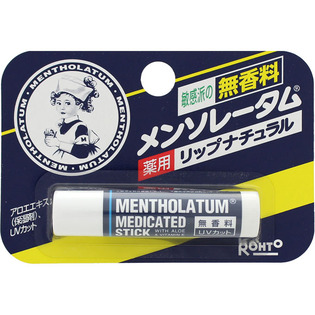 MENTHOLATUM
MENTHOLATUM
敏感派の
無香料
メンソレータム®
薬用
リップナチュラル
アロエエキス
(保湿剤)、
UVカット
MENTHOLATUM®
MEDICATED
STICK
WITH ALOE
& VITAMIN E
無香料
UVカット
ROHTO